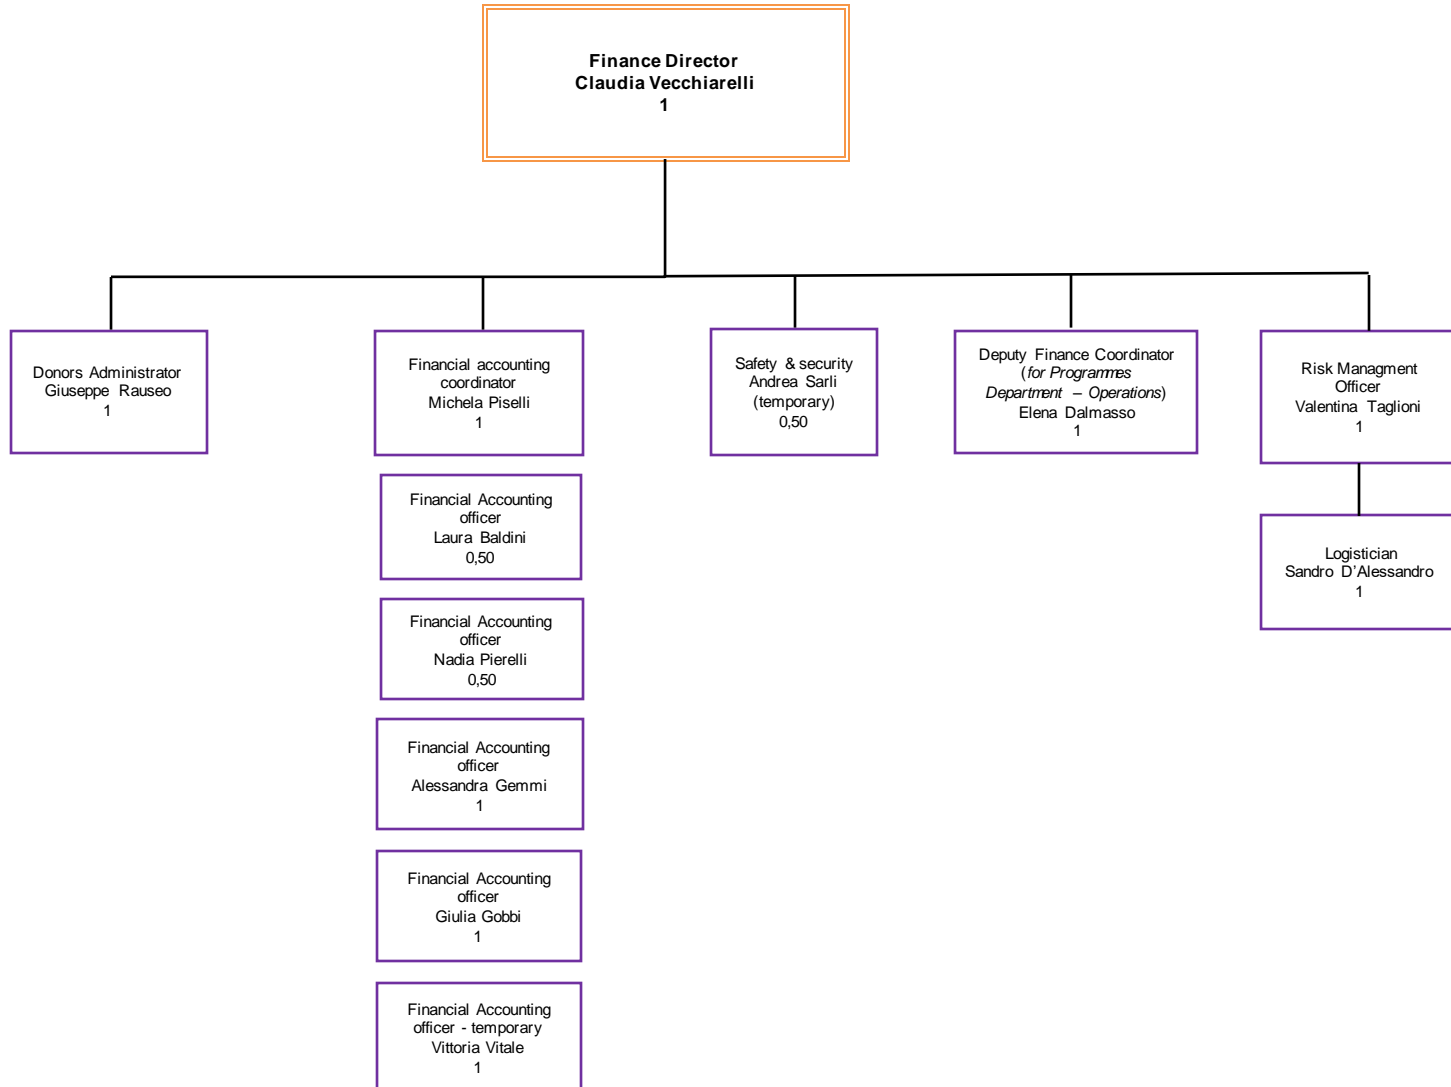 Finance Director
Claudia Vecchiarelli
1
Donors Administrator
Giuseppe Rauseo
1
Financial accounting
coordinator
Michela Piselli
1
Safety & security
Andrea Sarli
(temporary)
0,50
Deputy Finance Coordinator
(for Programmes
Department – Operations)
Elena Dalmasso
1
Risk Managment
Officer
Valentina Taglioni
1
Financial Accounting
officer
Laura Baldini
0,50
Logistician
Sandro D'Alessandro
1
Financial Accounting
officer
Nadia Pierelli
0,50
Financial Accounting
officer
Alessandra Gemmi
1
Financial Accounting
officer
Giulia Gobbi
1
Financial Accounting
officer - temporary
Vittoria Vitale
1